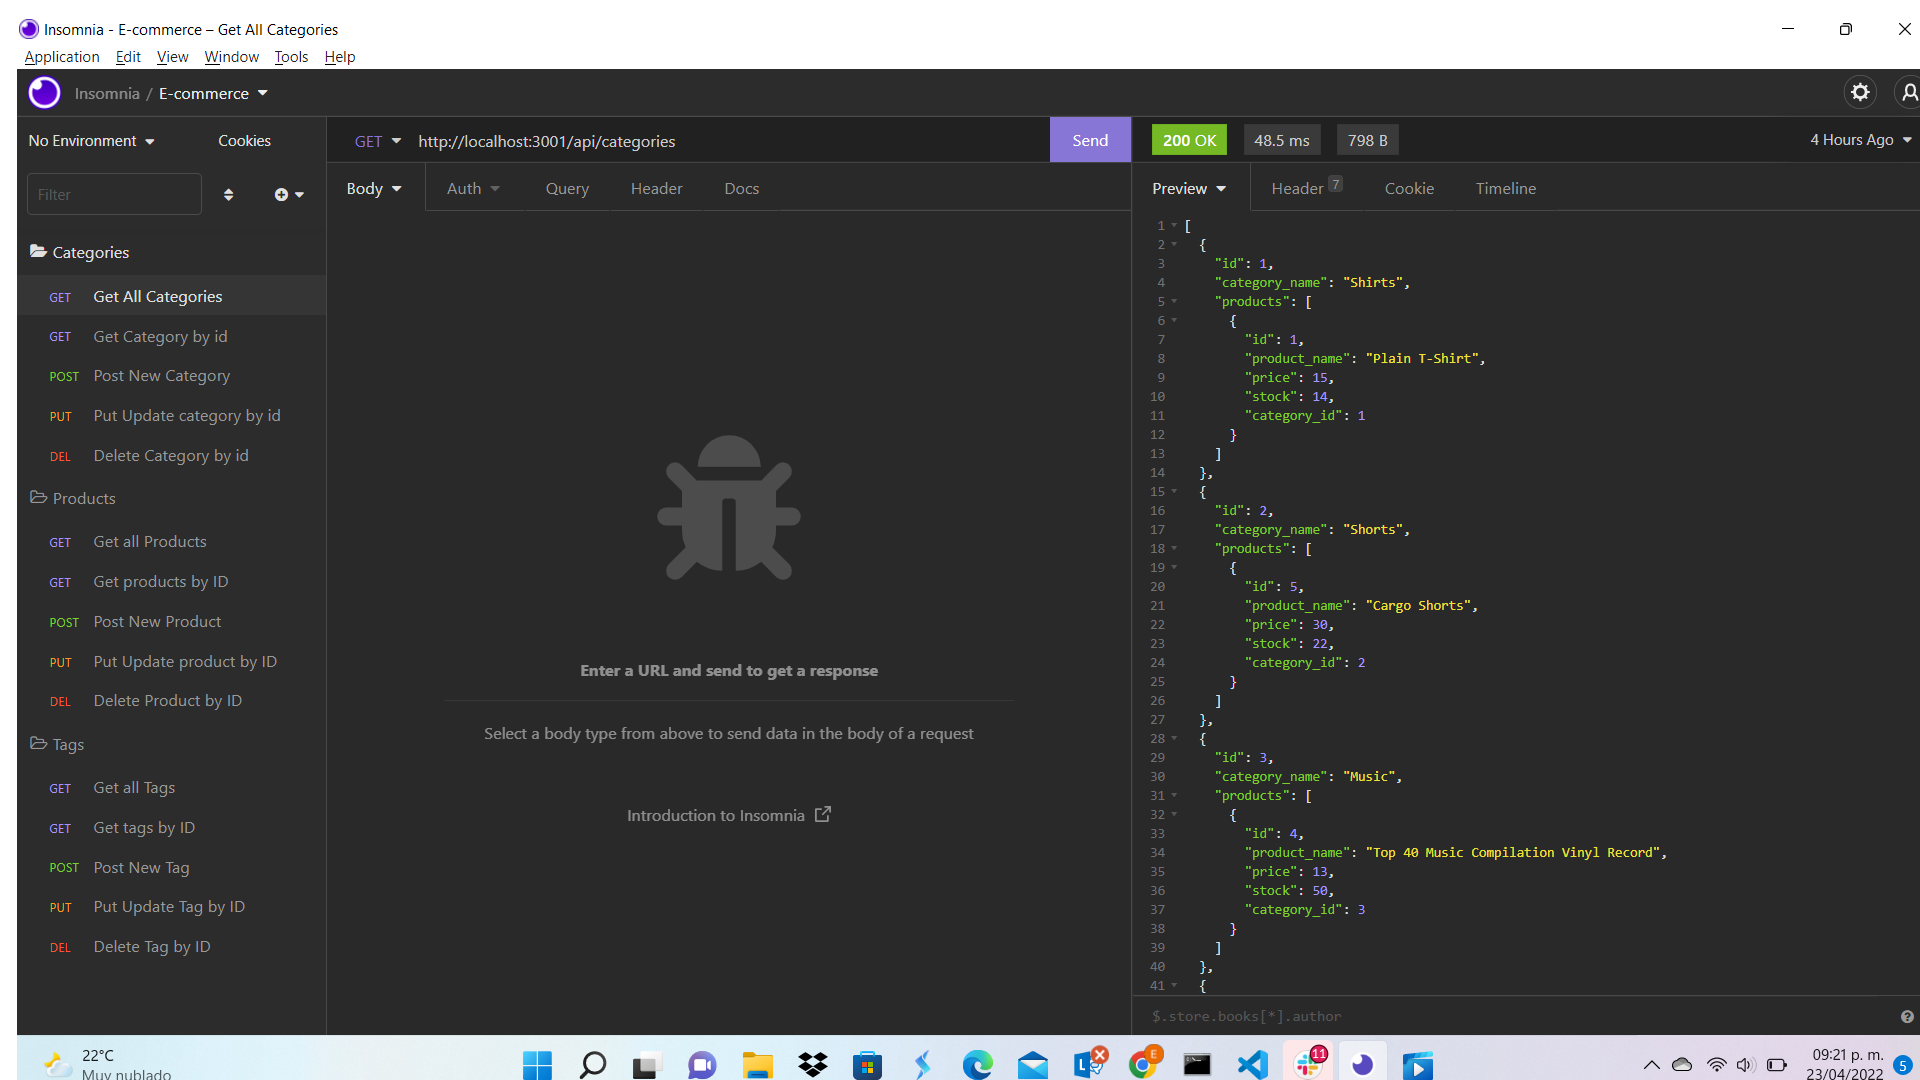 Insomnia - E-commerce – Get All Categories
Application Edit View Window Tools Help
Insomnia / E-commerce
No Environment Cookies
Filter
Categories
GET Get All Categories
GET Get Category by id
POST Post New Category
PUT Put Update category by id
DEL Delete Category by id
Products
GET Get all Products
GET Get products by ID
POST Post New Product
PUT Put Update product by ID
DEL Delete Product by ID
Tags
GET Get all Tags
GET Get tags by ID
POST Post New Tag
PUT Put Update Tag by ID
DEL Delete Tag by ID
GET http://localhost:3001/api/categories Send
Body Auth Query Header Docs
Enter a URL and send to get a response
Select a body type from above to send data in the body of a request
Introduction to Insomnia
200 OK 48.5 ms 798 B 4 Hours Ago
Preview Header 7 Cookie Timeline
1 [
2 {
3 "id": 1,
4 "category_name": "Shirts",
5 "products": [
6 {
7 "id": 1,
8 "product_name": "Plain T-Shirt",
9 "price": 15,
10 "stock": 14,
11 "category_id": 1
12 }
13 ]
14 },
15 {
16 "id": 2,
17 "category_name": "Shorts",
18 "products": [
19 {
20 "id": 5,
21 "product_name": "Cargo Shorts",
22 "price": 30,
23 "stock": 22,
24 "category_id": 2
25 }
26 ]
27 },
28 {
29 "id": 3,
30 "category_name": "Music",
31 "products": [
32 {
33 "id": 4,
34 "product_name": "Top 40 Music Compilation Vinyl Record",
35 "price": 13,
36 "stock": 50,
37 "category_id": 3
38 }
39 ]
40 },
41 {
$.store.books[*].author
22°C
Muy nublado
E
11
09:21 p. m.
23/04/2022
5